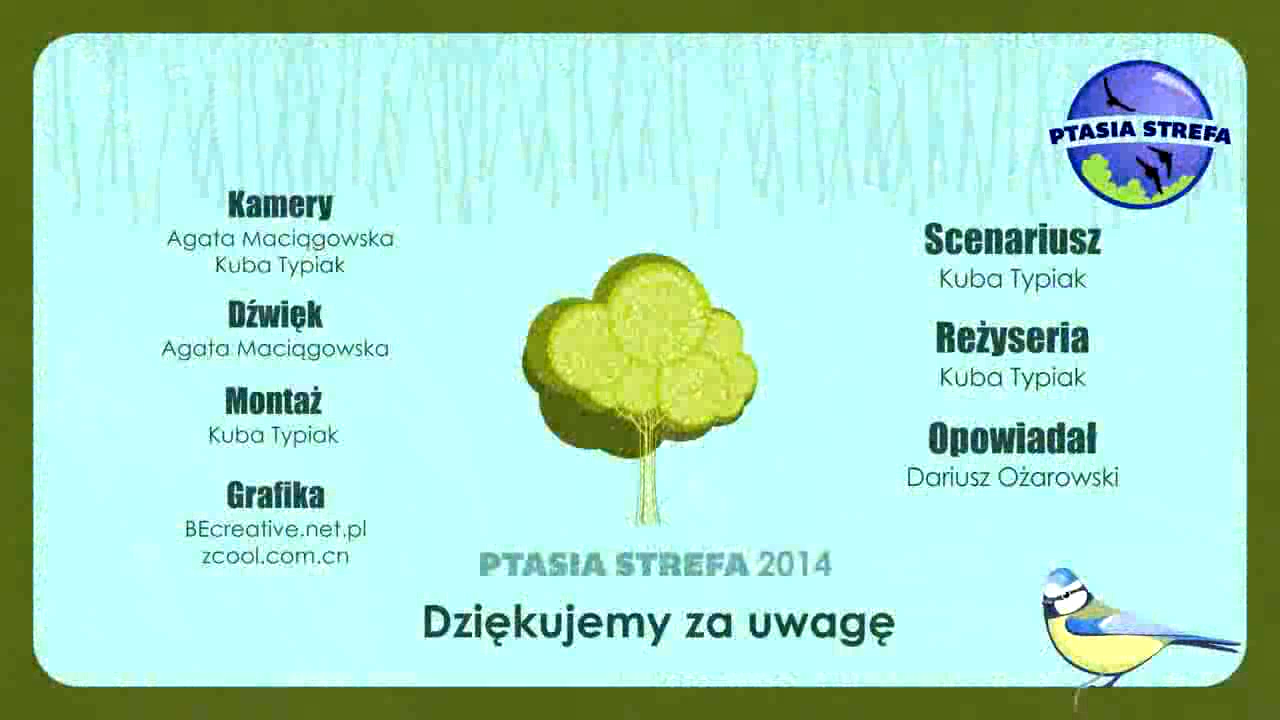 PTASIA STREFA
Kamery
Agata Maciągowska
Kuba Typiak
Dźwięk
Agata Maciągowska
Montaż
Kuba Typiak
Grafika
BEcreative.net.pl
zcool.com.cn
Scenariusz
Kuba Typiak
Reżyseria
Kuba Typiak
Opowiadał
Dariusz Ożarowski
PTASIA STREFA 2014
Dziękujemy za uwagę